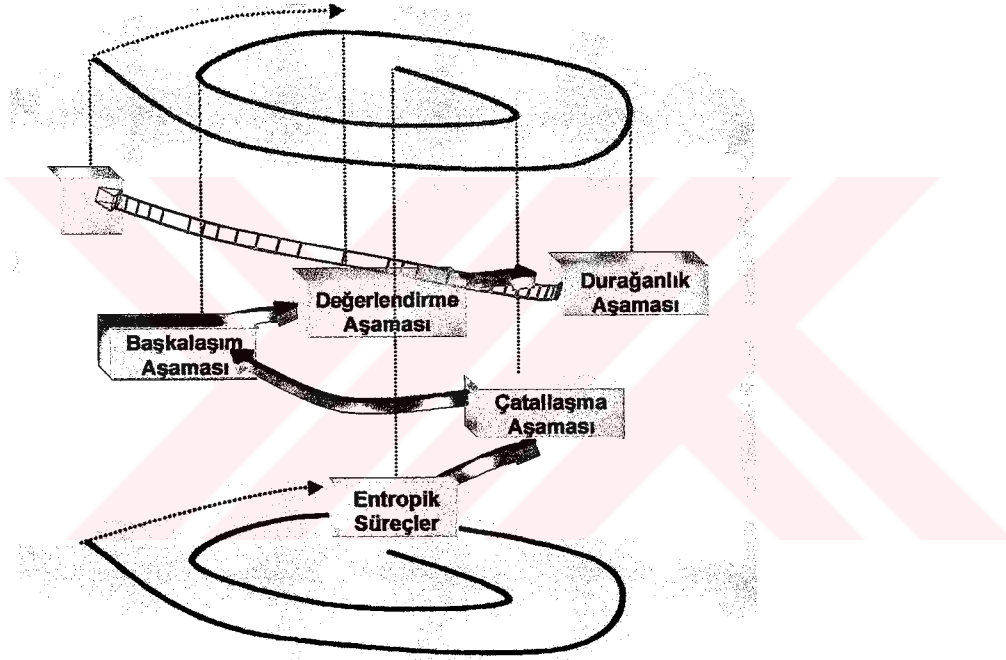 Durağanlık
Aşaması
Değerlendirme
Aşaması
Başkalaşım
Aşaması
Çatallaşma
Aşaması
Entropik
Süreçler